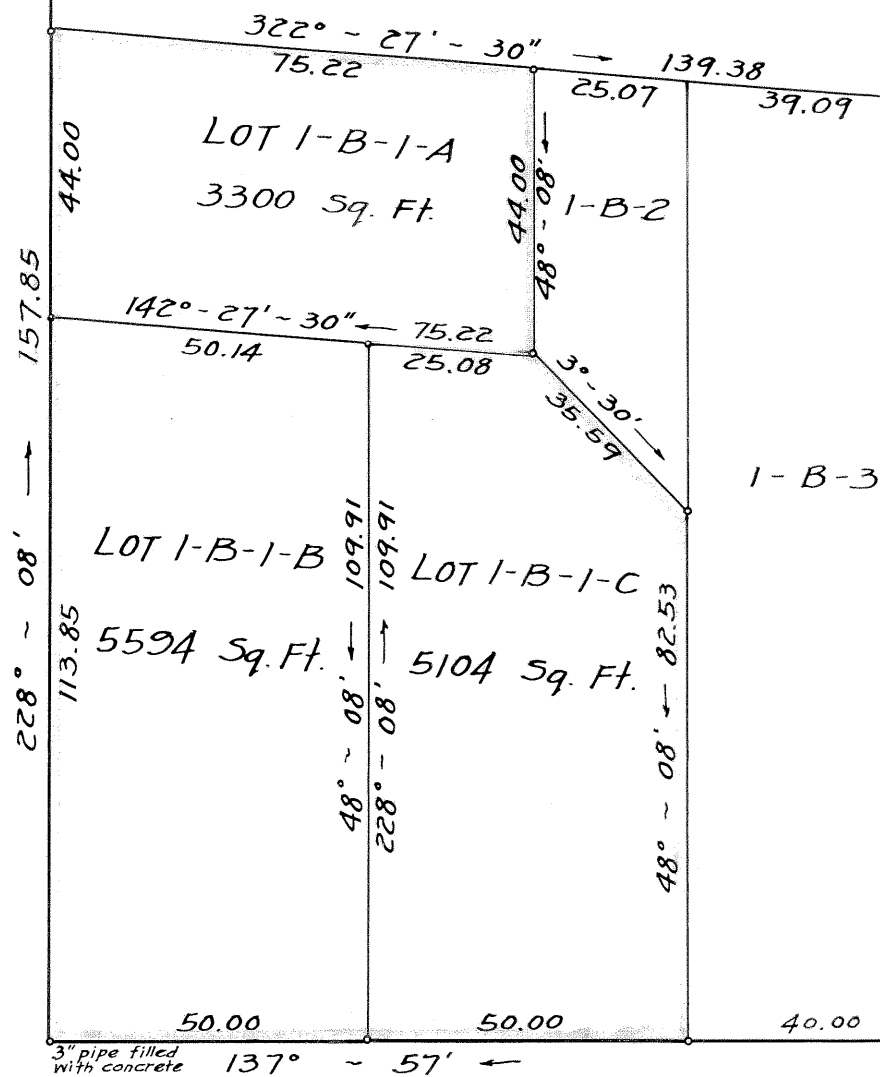 322° ~ 27' ~ 30" →
75.22
139.38
25.07
39.09
LOT 1-B-1-A
3300 Sq. Ft.
44.00
44.00
48° ~ 08' ←
1-B-2
228° ~ 08' → 157.85
142° - 27' ~ 30" ← 75.22
50.14
25.08
3° - 30' →
35.59
1-B-3
LOT 1-B-1-B
5594 Sq. Ft.
113.85
48° ~ 08' ← 109.91
228° ~ 08' → 109.91
LOT 1-B-1-C
5104 Sq. Ft.
48° ~ 08' ← 82.53
50.00
50.00
40.00
3" pipe filled
with concrete
137° ~ 57' ←